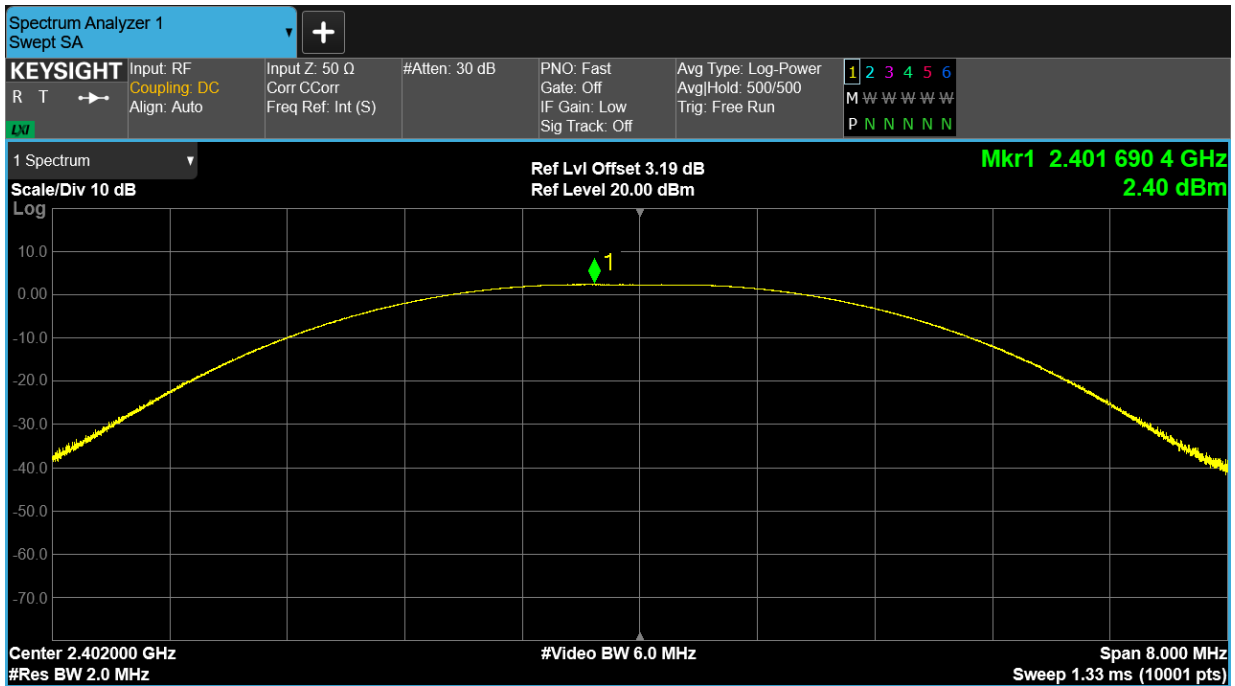 Spectrum Analyzer 1
Swept SA
+
KEYSIGHT
R T
LXI
Input: RF
Coupling: DC
Align: Auto
Input Z: 50 Ω
Corr CCorr
Freq Ref: Int (S)
#Atten: 30 dB
PNO: Fast
Gate: Off
IF Gain: Low
Sig Track: Off
Avg Type: Log-Power
Avg|Hold: 500/500
Trig: Free Run
1 2 3 4 5 6
M W W W W W
P N N N N N
1 Spectrum
Scale/Div 10 dB
Log
Ref Lvl Offset 3.19 dB
Ref Level 20.00 dBm
Mkr1 2.401 690 4 GHz
2.40 dBm
1
10.0
0.00
-10.0
-20.0
-30.0
-40.0
-50.0
-60.0
-70.0
Center 2.402000 GHz
#Res BW 2.0 MHz
#Video BW 6.0 MHz
Span 8.000 MHz
Sweep 1.33 ms (10001 pts)